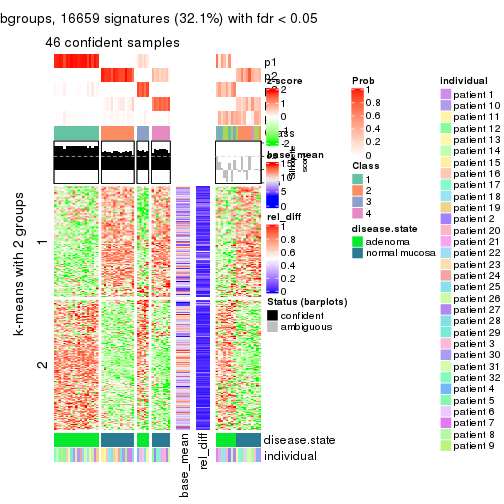 bgroups, 16659 signatures (32.1%) with fdr < 0.05
46 confident samples
p1
p2
z-score
2
1
0
-1
-2
base_mean
15
10
5
0
rel_diff
1
0.8
0.6
0.4
0.2
0
Status (barplots)
confident
ambiguous
Prob
1
0.8
0.6
0.4
0.2
0
Class
1
2
3
4
disease.state
adenoma
normal mucosa
individual
patient 1
patient 10
patient 11
patient 12
patient 13
patient 14
patient 15
patient 16
patient 17
patient 18
patient 19
patient 2
patient 20
patient 21
patient 22
patient 23
patient 24
patient 25
patient 26
patient 27
patient 28
patient 29
patient 3
patient 30
patient 31
patient 32
patient 4
patient 5
patient 6
patient 7
patient 8
patient 9
k-means with 2 groups
1
2
disease.state
individual
base_mean
rel_diff